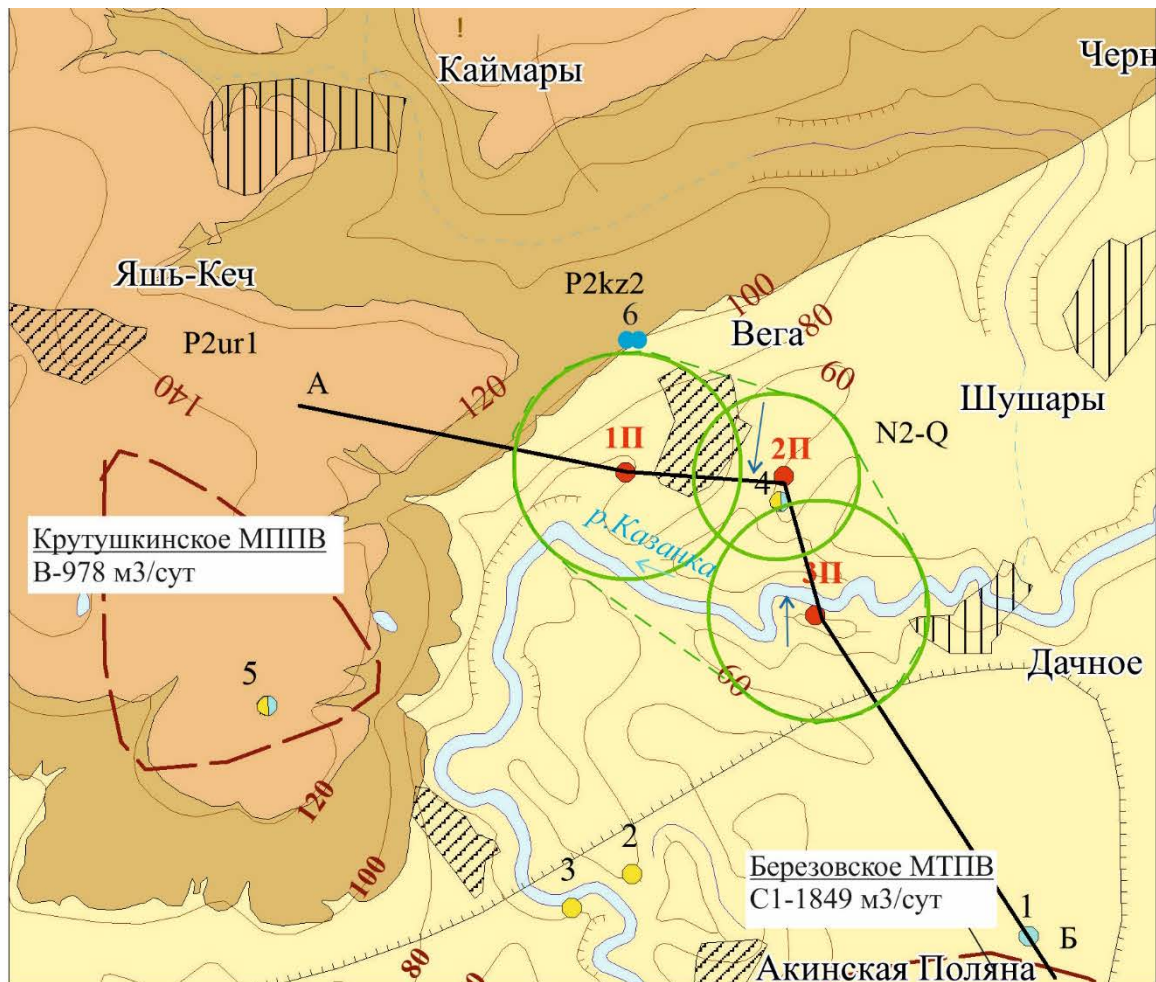 !
Каймары
Черн
Яшь-Кеч
P2kz2
6
100
Вега
80
P2ur1
140
А
120
60
Шушары
N2-Q
1П
2П
4
Крутушкинское МППВ
В-978 м3/сут
р.Казанка
3П
5
60
Дачное
120
2
100
3
Березовское МТПВ
С1-1849 м3/сут
1
Б
80
Акинская Поляна